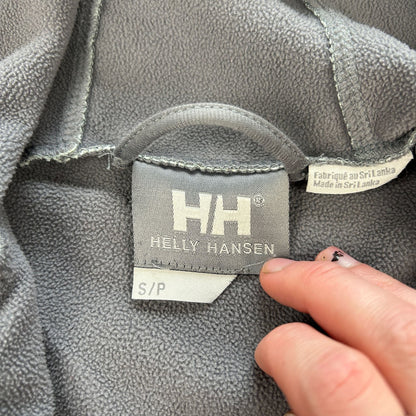 Fabriqué au Sri Lanka
Made in Sri Lanka
HH®
HELLY HANSEN
S/P